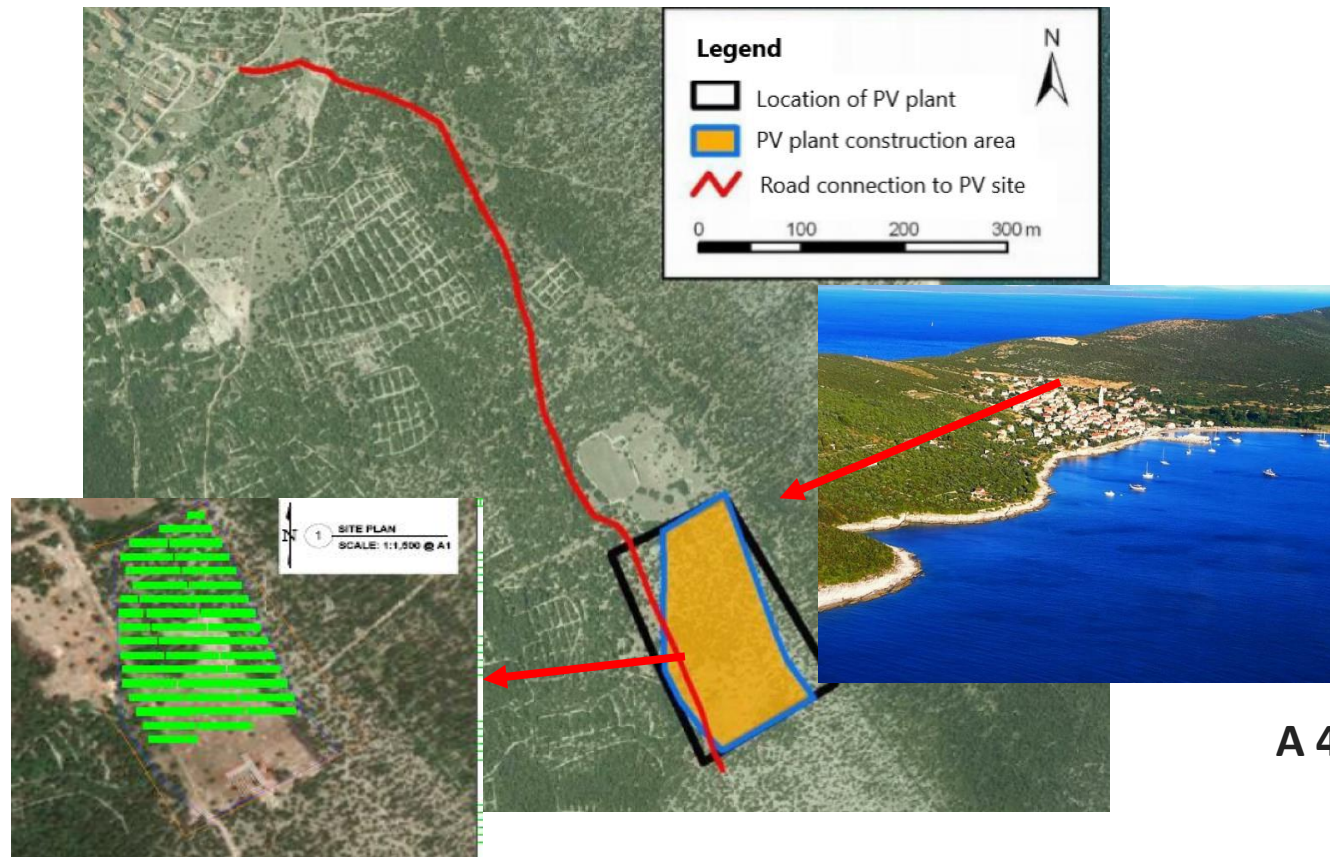 Legend
N
Location of PV plant
PV plant construction area
Road connection to PV site
0 100 200 300 m
N 1 SITE PLAN
SCALE: 1:1,500 @ A1
A 4